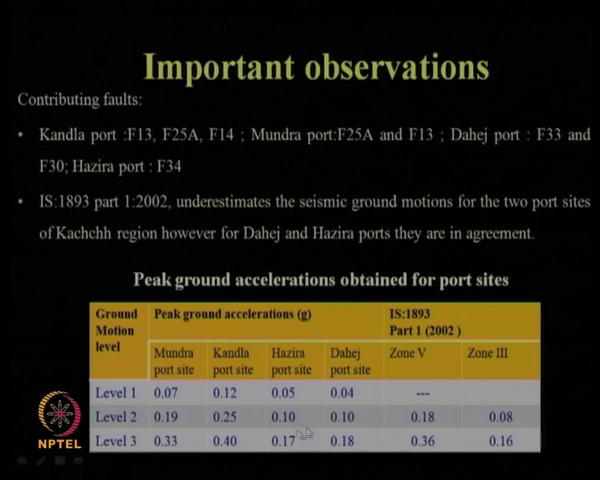 Important observations
Contributing faults:
• Kandla port :F13, F25A, F14 ; Mundra port:F25A and F13 ; Dahej port : F33 and
F30; Hazira port : F34
• IS:1893 part 1:2002, underestimates the seismic ground motions for the two port sites
of Kachchh region however for Dahej and Hazira ports they are in agreement.
Peak ground accelerations obtained for port sites
Ground Motion level Peak ground accelerations (g) IS:1893 Part 1 (2002 )
Mundra port site Kandla port site Hazira port site Dahej port site Zone V Zone III
Level 1 0.07 0.12 0.05 0.04 ---
Level 2 0.19 0.25 0.10 0.10 0.18 0.08
Level 3 0.33 0.40 0.17 0.18 0.36 0.16
NPTEL